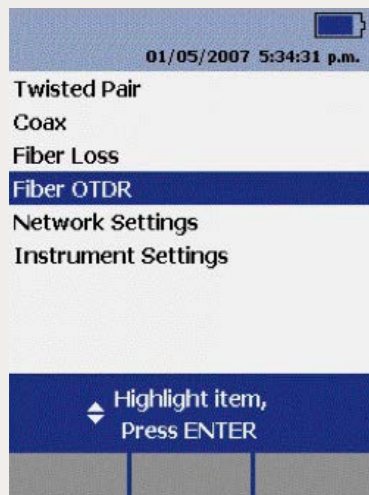 01/05/2007 5:34:31 p.m.
Twisted Pair
Coax
Fiber Loss
Fiber OTDR
Network Settings
Instrument Settings
Highlight item,
Press ENTER